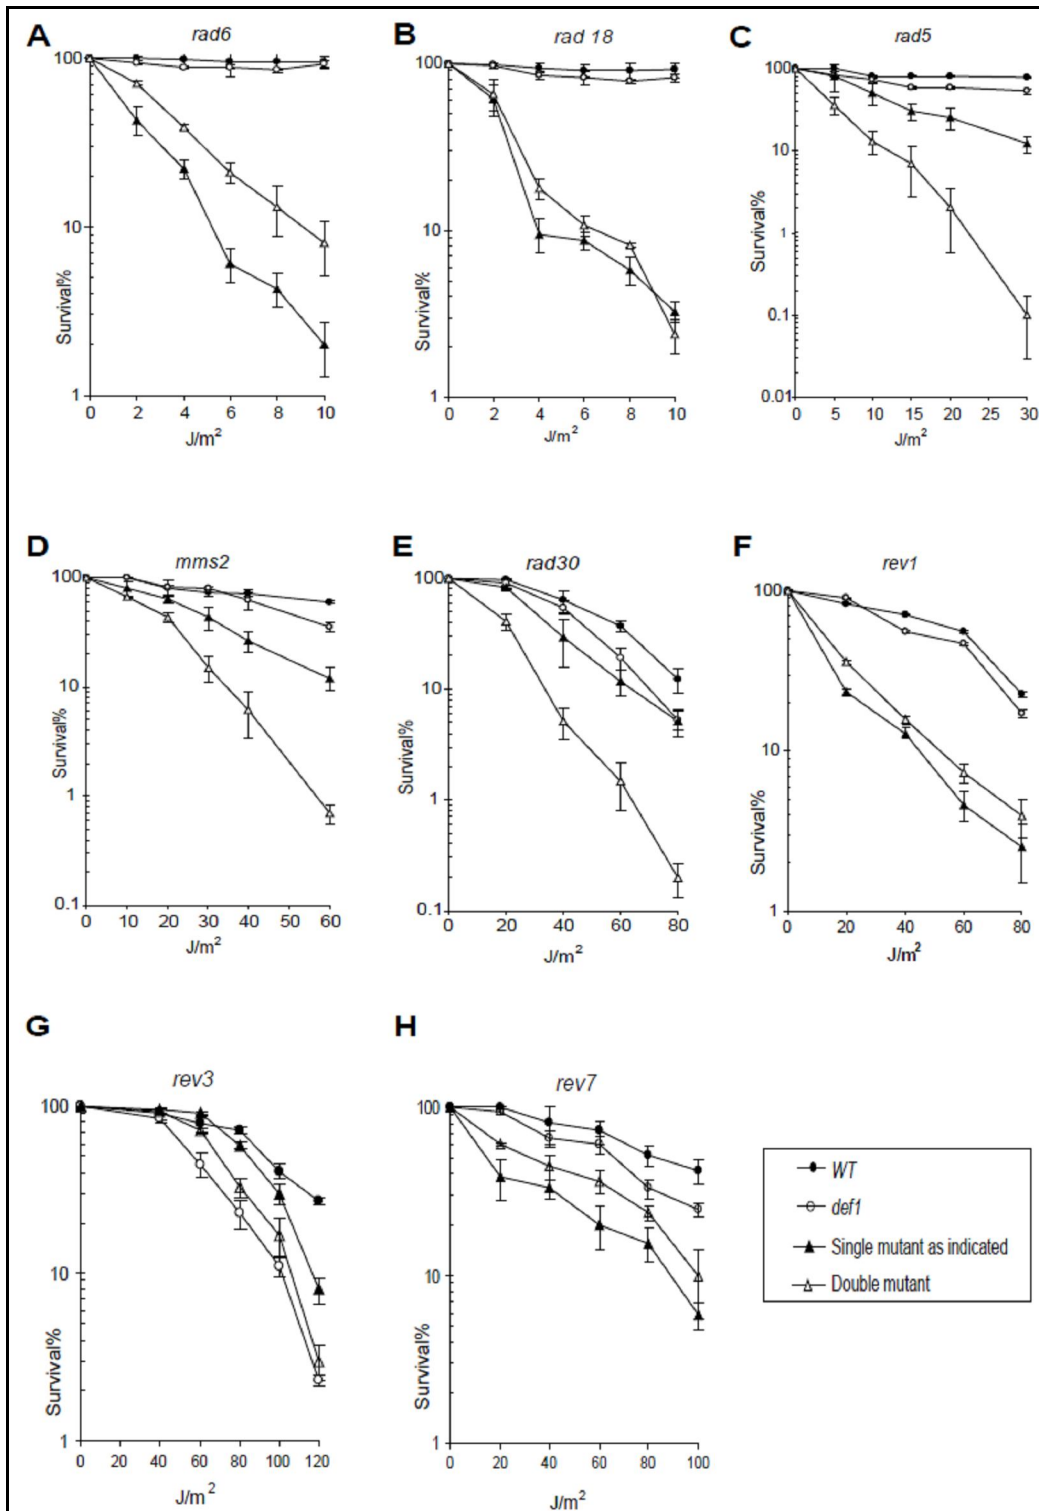 A
rad6
100
10
1
Survival%
0 2 4 6 8 10
J/m²
B
rad 18
100
10
1
Survival%
0 2 4 6 8 10
J/m²
C
rad5
100
10
1
0.1
0.01
Survival%
0 5 10 15 20 25 30
J/m²
D
mms2
100
10
1
0.1
Survival%
0 10 20 30 40 50 60
J/m²
E
rad30
100
10
1
0.1
Survival%
0 20 40 60 80
J/m²
F
rev1
100
10
1
Survival%
0 20 40 60 80
J/m²
G
rev3
100
10
1
Survival%
0 20 40 60 80 100 120
J/m²
H
rev7
100
10
1
Survival%
0 20 40 60 80 100
J/m²
WT
def1
Single mutant as indicated
Double mutant